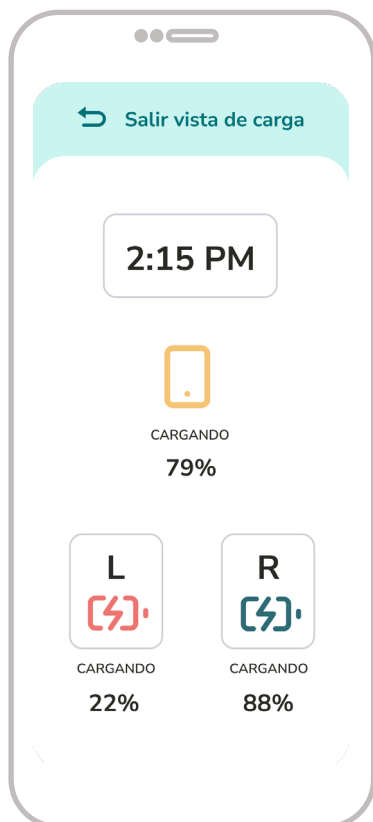 Salir vista de carga
2:15 PM
CARGANDO
79%
L R
CARGANDO CARGANDO
22% 88%